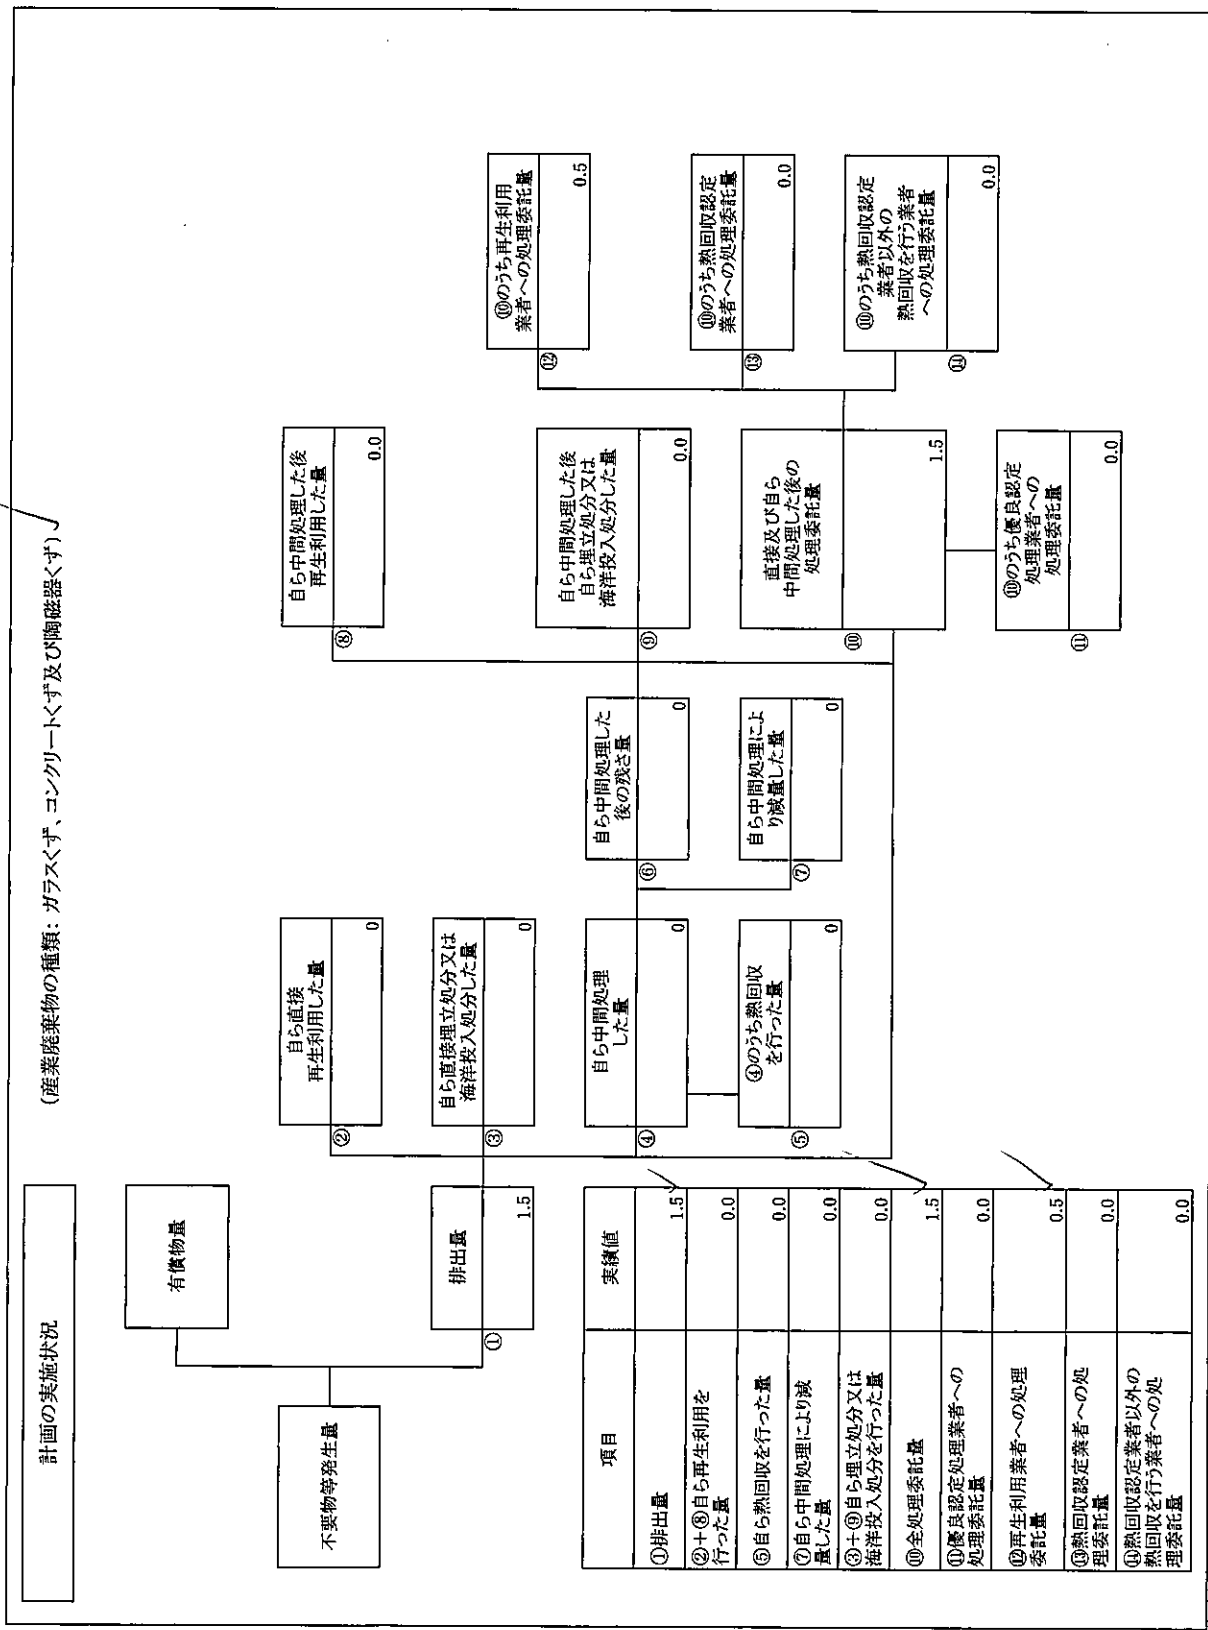 計画の実施状況
(産業廃棄物の種類: ガラスくず、コンクリートくず及び陶磁器くず)
不要物等発生量
有償物量
①
排出量
1.5
②
自ら直接
再生利用した量
0
③
自ら直接埋立処分又は
海洋投入処分した量
0
④
自ら中間処理
した量
0
⑤
④のうち熱回収
を行った量
0
⑥
自ら中間処理した
後の残さ量
0
⑦
自ら中間処理によ
り減量した量
0
⑧
自ら中間処理した後
再生利用した量
0.0
⑨
自ら中間処理した後
自ら埋立処分又は
海洋投入処分した量
0.0
⑩
直接及び自ら
中間処理した後の
処理委託量
1.5
⑪
⑩のうち優良認定
処理業者への
処理委託量
0.0
⑫
⑩のうち再生利用
業者への処理委託量
0.5
⑬
⑩のうち熱回収認定
業者への処理委託量
0.0
⑭
⑩のうち熱回収認定
業者以外の
熱回収を行う業者
への処理委託量
0.0
項目 実績値
①排出量 1.5
②+⑧自ら再生利用を
行った量 0.0
⑤自ら熱回収を行った量 0.0
⑦自ら中間処理により減
量した量 0.0
③+⑨自ら埋立処分又は
海洋投入処分を行った量 0.0
⑩全処理委託量 1.5
⑪優良認定処理業者への
処理委託量 0.0
⑫再生利用業者への処理
委託量 0.5
⑬熱回収認定業者への処
理委託量 0.0
⑭熱回収認定業者以外の
熱回収を行う業者への処
理委託量 0.0